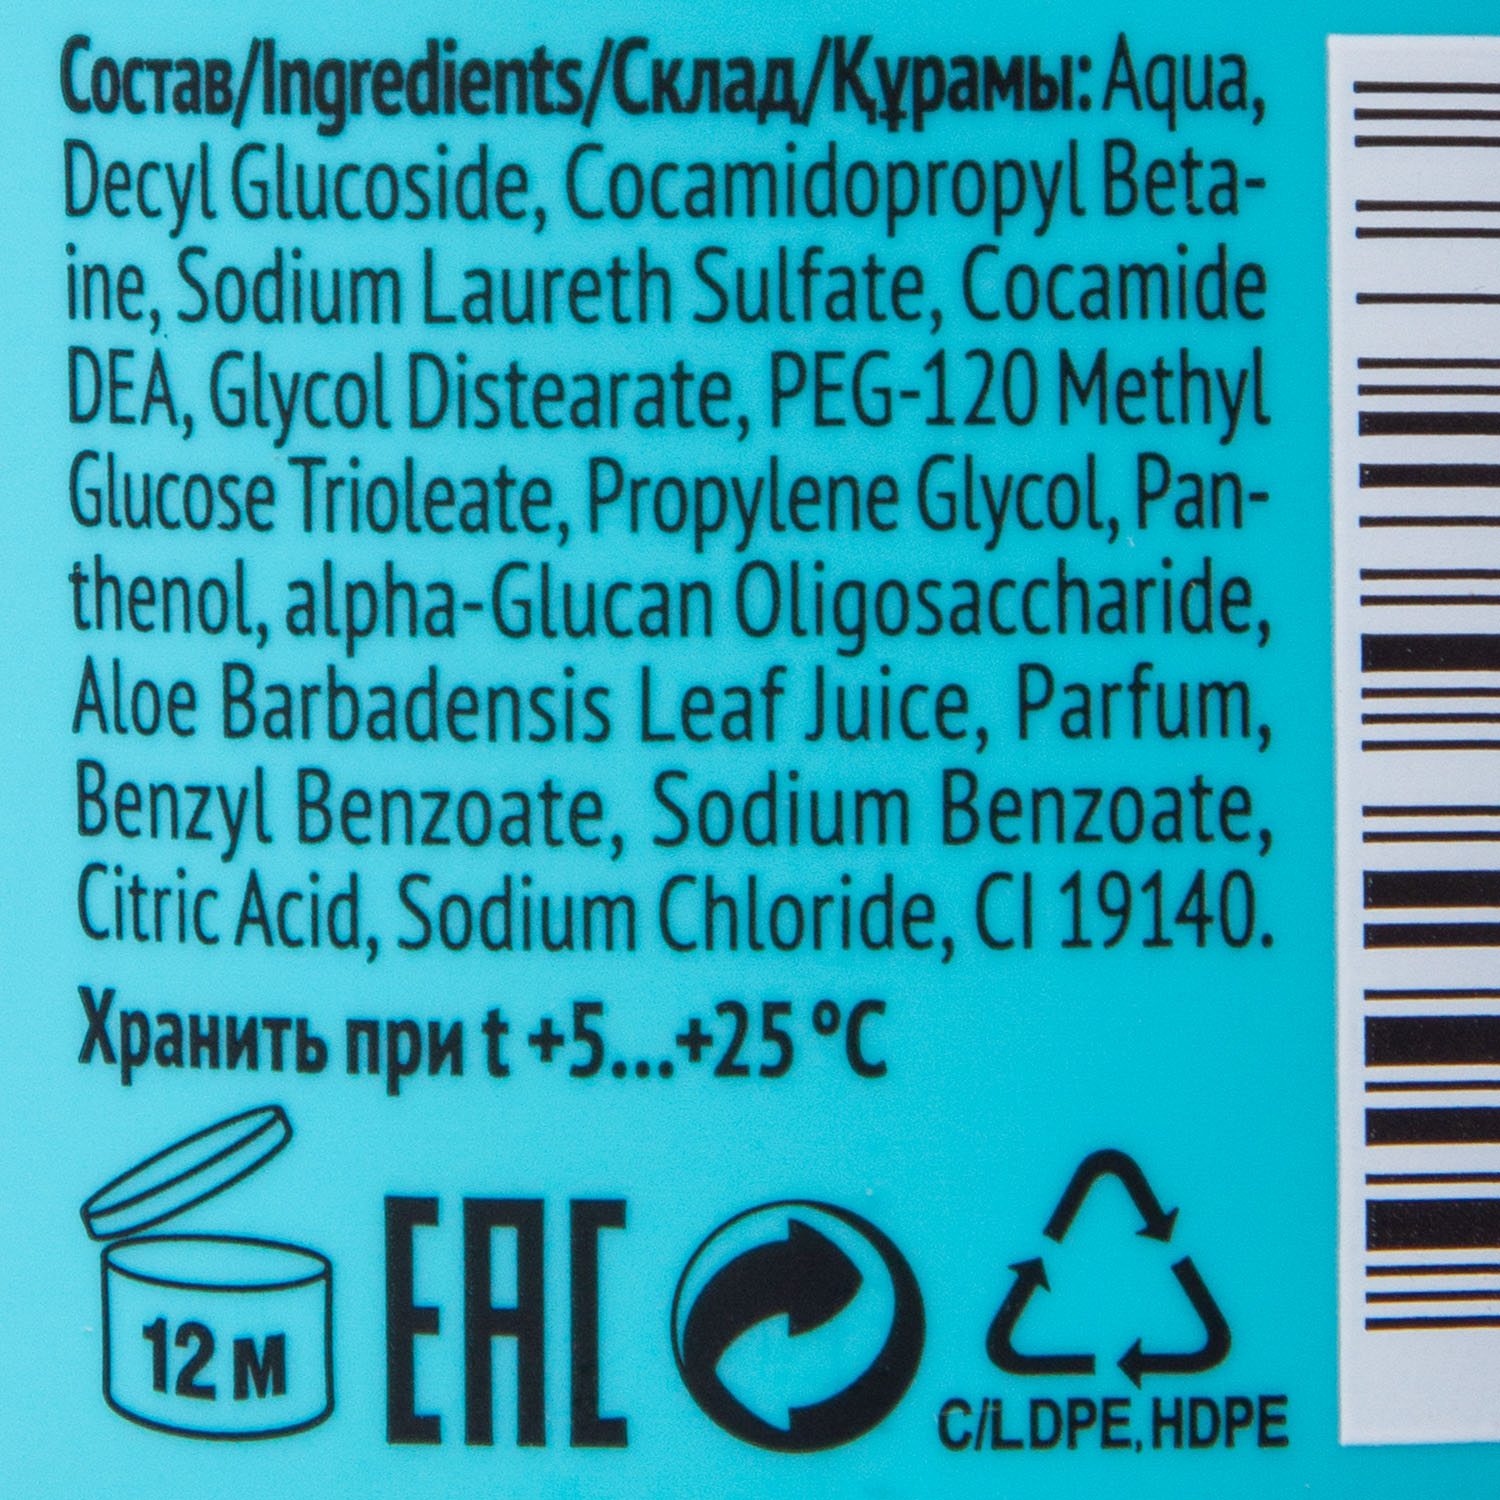 Состав/Ingredients/Склад/Құрамы: Aqua,
Decyl Glucoside, Cocamidopropyl Beta-
ine, Sodium Laureth Sulfate, Cocamide
DEA, Glycol Distearate, PEG-120 Methyl
Glucose Trioleate, Propylene Glycol, Pan-
thenol, alpha-Glucan Oligosaccharide,
Aloe Barbadensis Leaf Juice, Parfum,
Benzyl Benzoate, Sodium Benzoate,
Citric Acid, Sodium Chloride, CI 19140.
Хранить при t +5...+25 °C
12 M
EAC
C/LDPE, HDPE